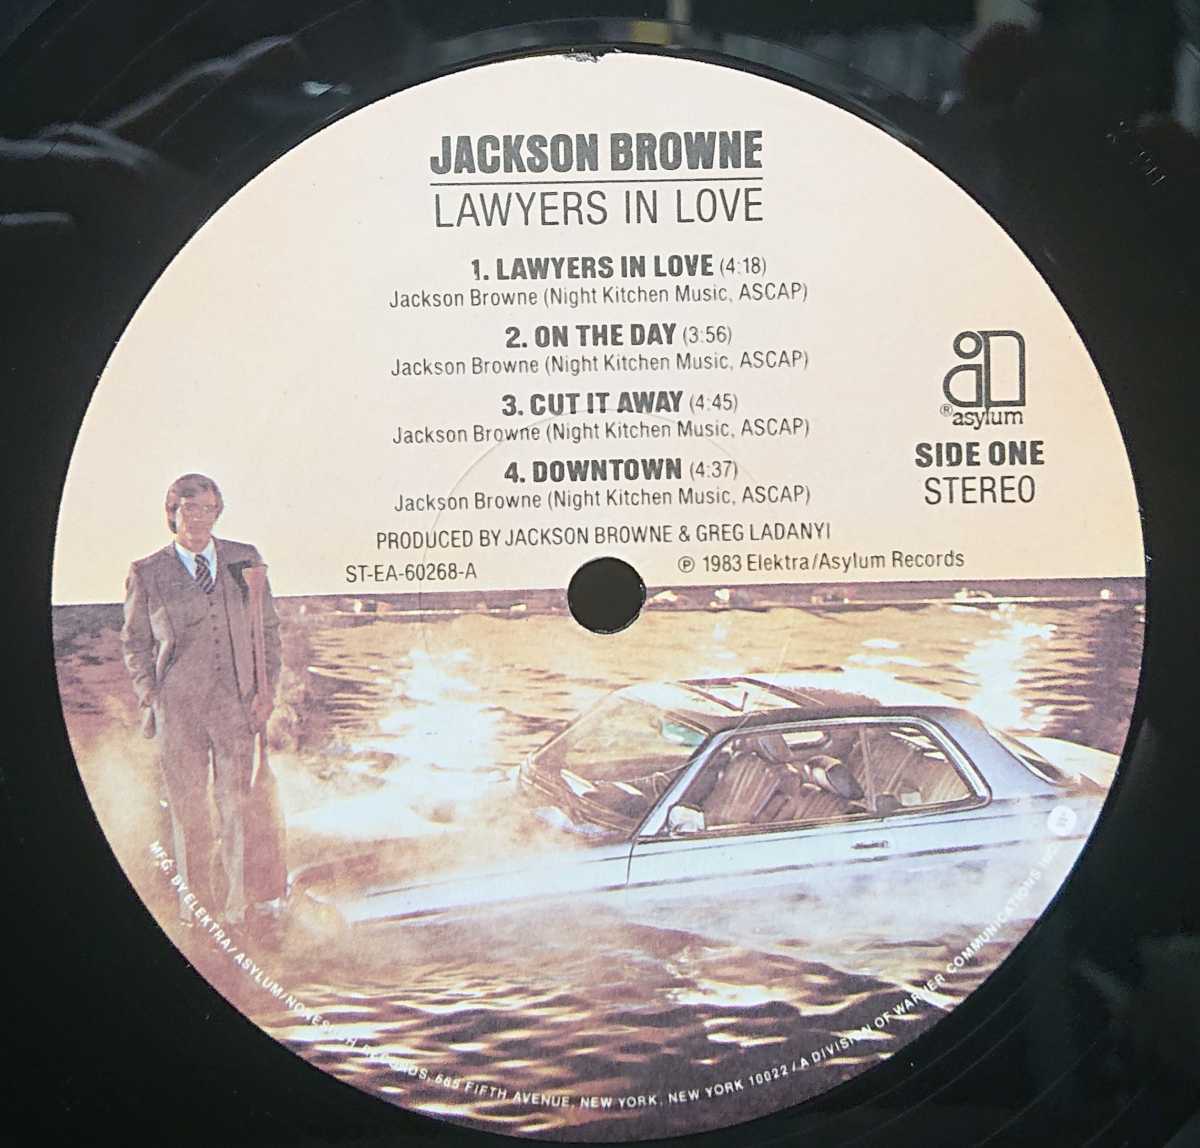 JACKSON BROWNE
LAWYERS IN LOVE
1. LAWYERS IN LOVE (4:18)
Jackson Browne (Night Kitchen Music, ASCAP)
2. ON THE DAY (3:56)
Jackson Browne (Night Kitchen Music, ASCAP)
3. CUT IT AWAY (4:45)
Jackson Browne (Night Kitchen Music, ASCAP)
4. DOWNTOWN (4:37)
Jackson Browne (Night Kitchen Music, ASCAP)
PRODUCED BY JACKSON BROWNE & GREG LADANYI
ST-EA-60268-A
℗ 1983 Elektra/Asylum Records
® asylum
SIDE ONE
STEREO
MFG. BY ELEKTRA/ASYLUM/NONESUCH RECORDS, 665 FIFTH AVENUE, NEW YORK, NEW YORK 10022 / A DIVISION OF WARNER COMMUNICATIONS INC.